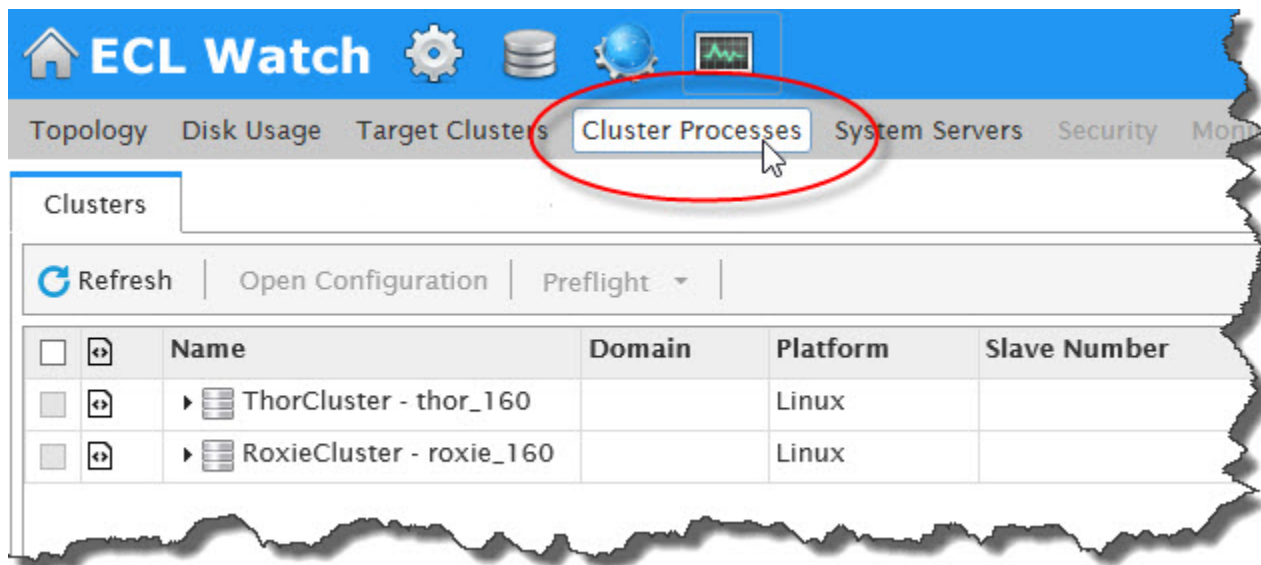 ECL Watch
Topology Disk Usage Target Clusters Cluster Processes System Servers Security
Clusters
Refresh Open Configuration Preflight
Name Domain Platform Slave Number
ThorCluster - thor_160 Linux
RoxieCluster - roxie_160 Linux